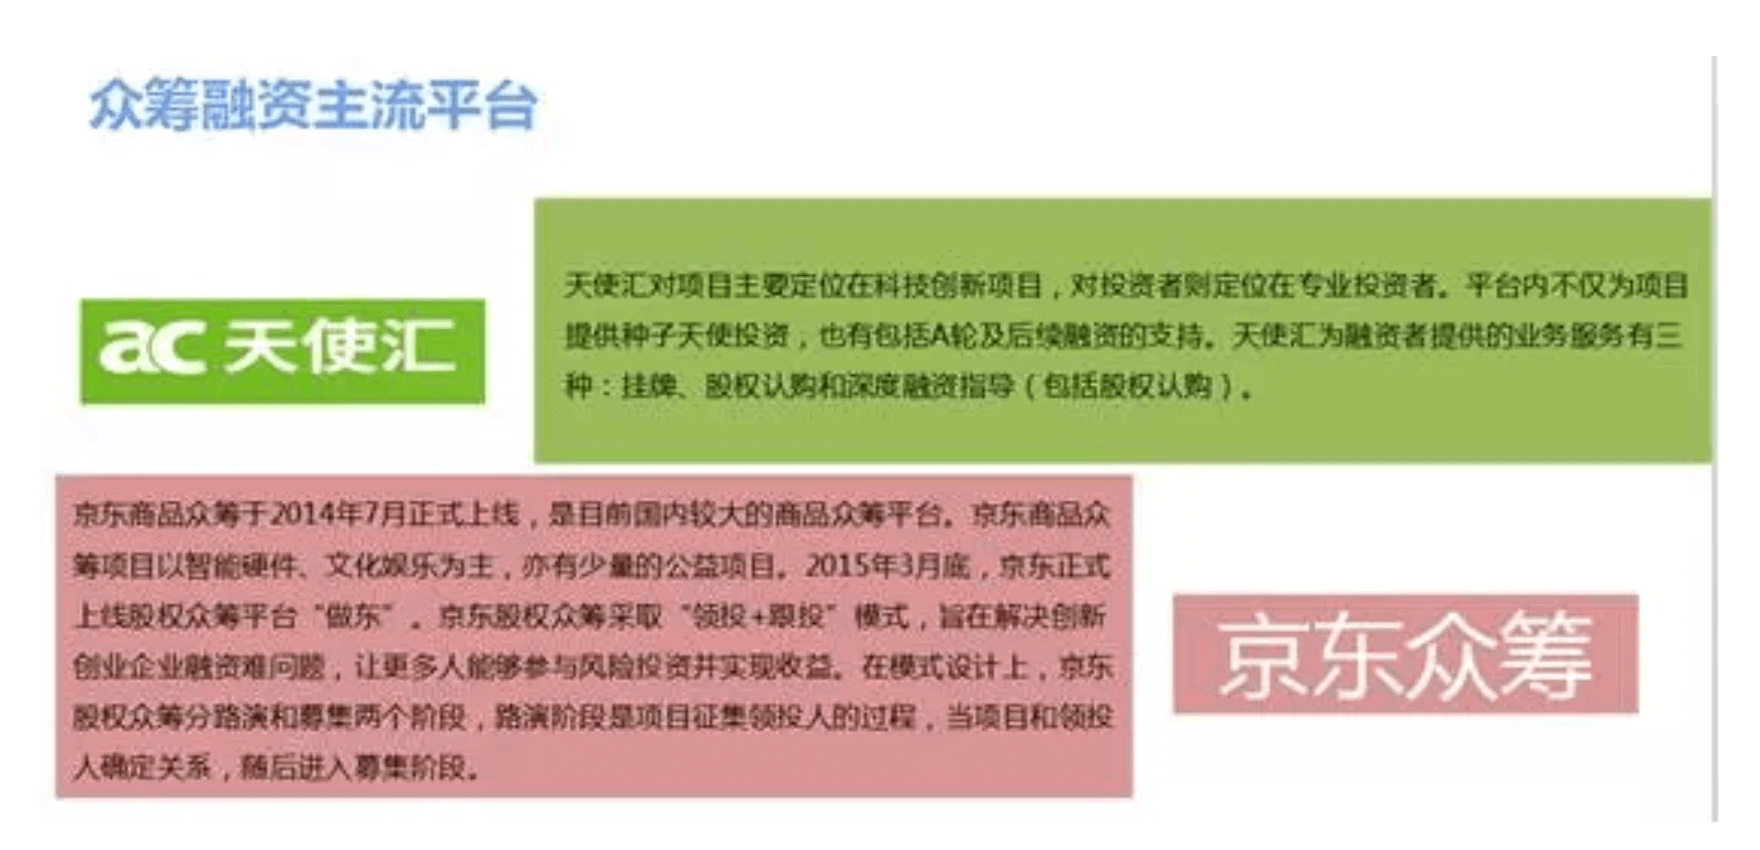 众筹融资主流平台
ac 天使汇
天使汇对项目主要定位在科技创新项目，对投资者则定位在专业投资者。平台内不仅为项目
提供种子天使投资，也有包括A轮及后续融资的支持。天使汇为融资者提供的业务服务有三
种：挂牌、股权认购和深度融资指导（包括股权认购）。
京东商品众筹于2014年7月正式上线，是目前国内较大的商品众筹平台。京东商品众
筹项目以智能硬件、文化娱乐为主，亦有少量的公益项目。2015年3月底，京东正式
上线股权众筹平台“做东”。京东股权众筹采取“领投+跟投”模式，旨在解决创新
创业企业融资难问题，让更多人能够参与风险投资并实现收益。在模式设计上，京东
股权众筹分路演和募集两个阶段，路演阶段是项目征集领投人的过程，当项目和领投
人确定关系，随后进入募集阶段。
京东众筹